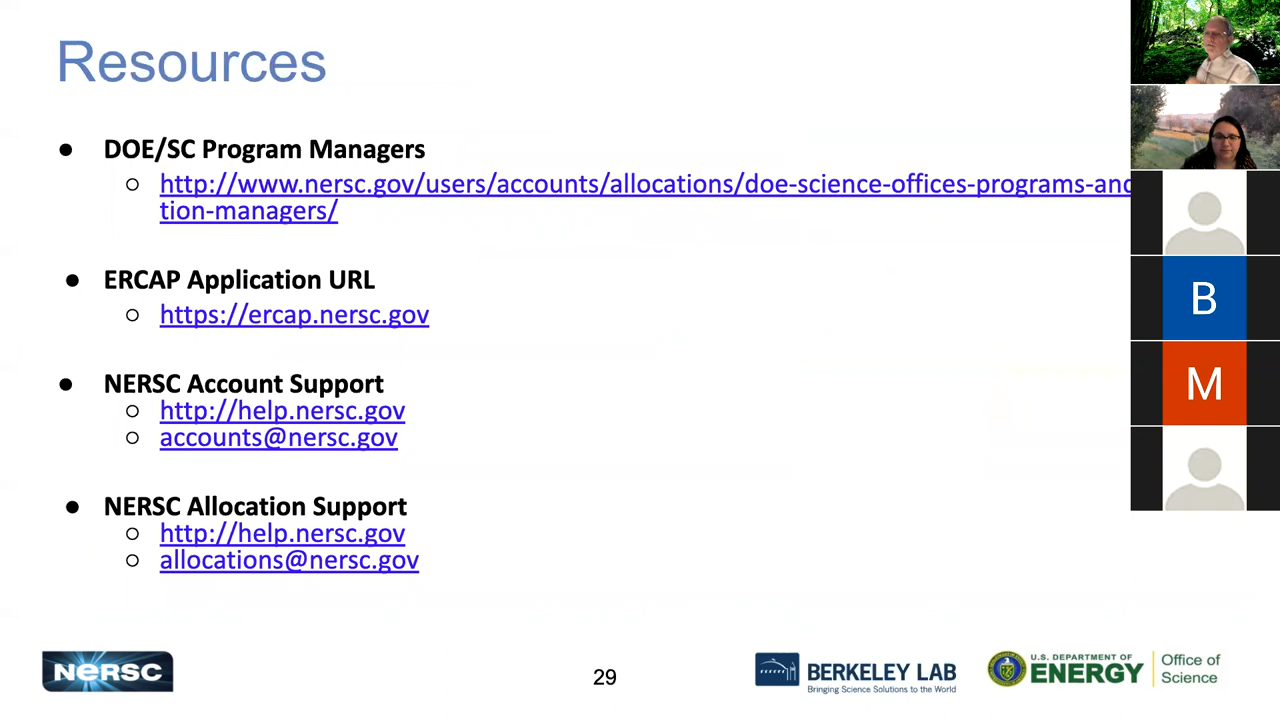 Resources
● DOE/SC Program Managers
○ http://www.nersc.gov/users/accounts/allocations/doe-science-offices-programs-and
tion-managers/
● ERCAP Application URL
○ https://ercap.nersc.gov
● NERSC Account Support
○ http://help.nersc.gov
○ accounts@nersc.gov
● NERSC Allocation Support
○ http://help.nersc.gov
○ allocations@nersc.gov
B
M
NERSC
29
BERKELEY LAB
Bringing Science Solutions to the World
U.S. DEPARTMENT OF
ENERGY
Office of
Science